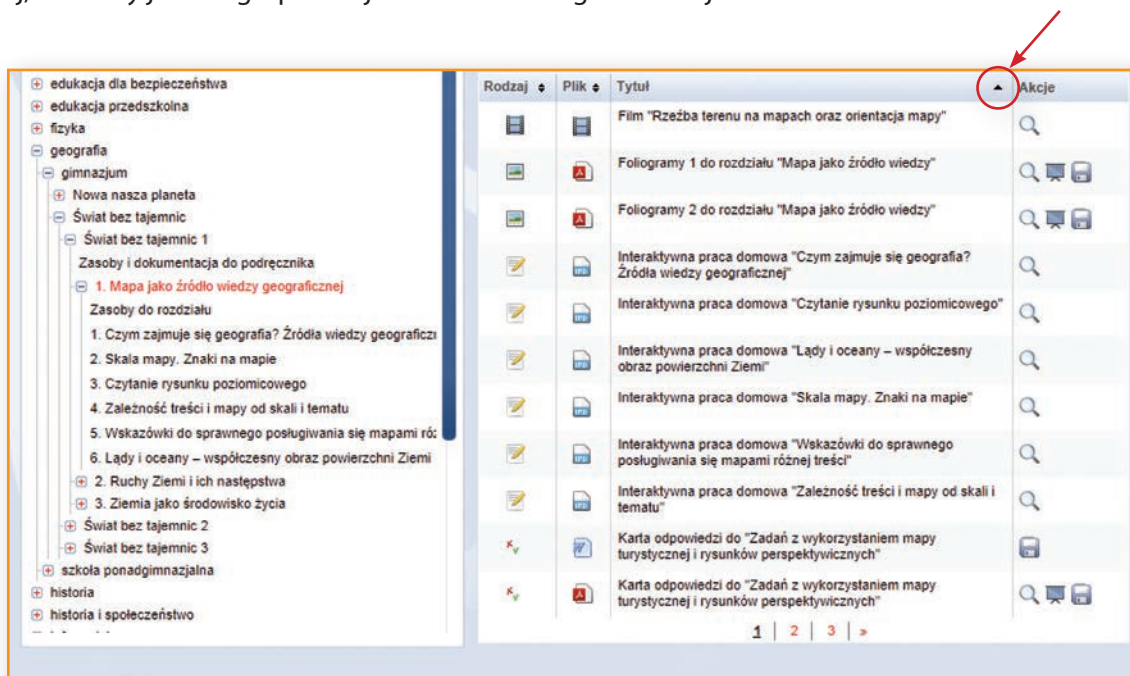 edukacja dla bezpieczeństwa
edukacja przedszkolna
fizyka
geografia
gimnazjum
Nowa nasza planeta
Świat bez tajemnic
Świat bez tajemnic 1
Zasoby i dokumentacja do podręcznika
1. Mapa jako źródło wiedzy geograficznej
Zasoby do rozdziału
1. Czym zajmuje się geografia? Źródła wiedzy
2. Skala mapy. Znaki na mapie
3. Czytanie rysunku poziomicowego
4. Zależność treści i mapy od skali i tematu
5. Wskazówki do sprawnego posługiwania się mapami
6. Lądy i oceany – współczesny obraz powierzchni Ziemi
2. Ruchy Ziemi i ich następstwa
3. Ziemia jako środowisko życia
Świat bez tajemnic 2
Świat bez tajemnic 3
szkoła ponadgimnazjalna
historia
historia i społeczeństwo
Rodzaj Plik Tytuł Akcje
Film "Rzeźba terenu na mapach oraz orientacja mapy"
Foliogramy 1 do rozdziału "Mapa jako źródło wiedzy"
Foliogramy 2 do rozdziału "Mapa jako źródło wiedzy"
Interaktywna praca domowa "Czym zajmuje się geografia?
Źródła wiedzy geograficznej"
Interaktywna praca domowa "Czytanie rysunku poziomicowego"
Interaktywna praca domowa "Lądy i oceany – współczesny
obraz powierzchni Ziemi"
Interaktywna praca domowa "Skala mapy. Znaki na mapie"
Interaktywna praca domowa "Wskazówki do sprawnego
posługiwania się mapami różnej treści"
Interaktywna praca domowa "Zależność treści i mapy od skali i
tematu"
Karta odpowiedzi do "Zadań z wykorzystaniem mapy
turystycznej i rysunków perspektywicznych"
Karta odpowiedzi do "Zadań z wykorzystaniem mapy
turystycznej i rysunków perspektywicznych"
1 | 2 | 3 | »